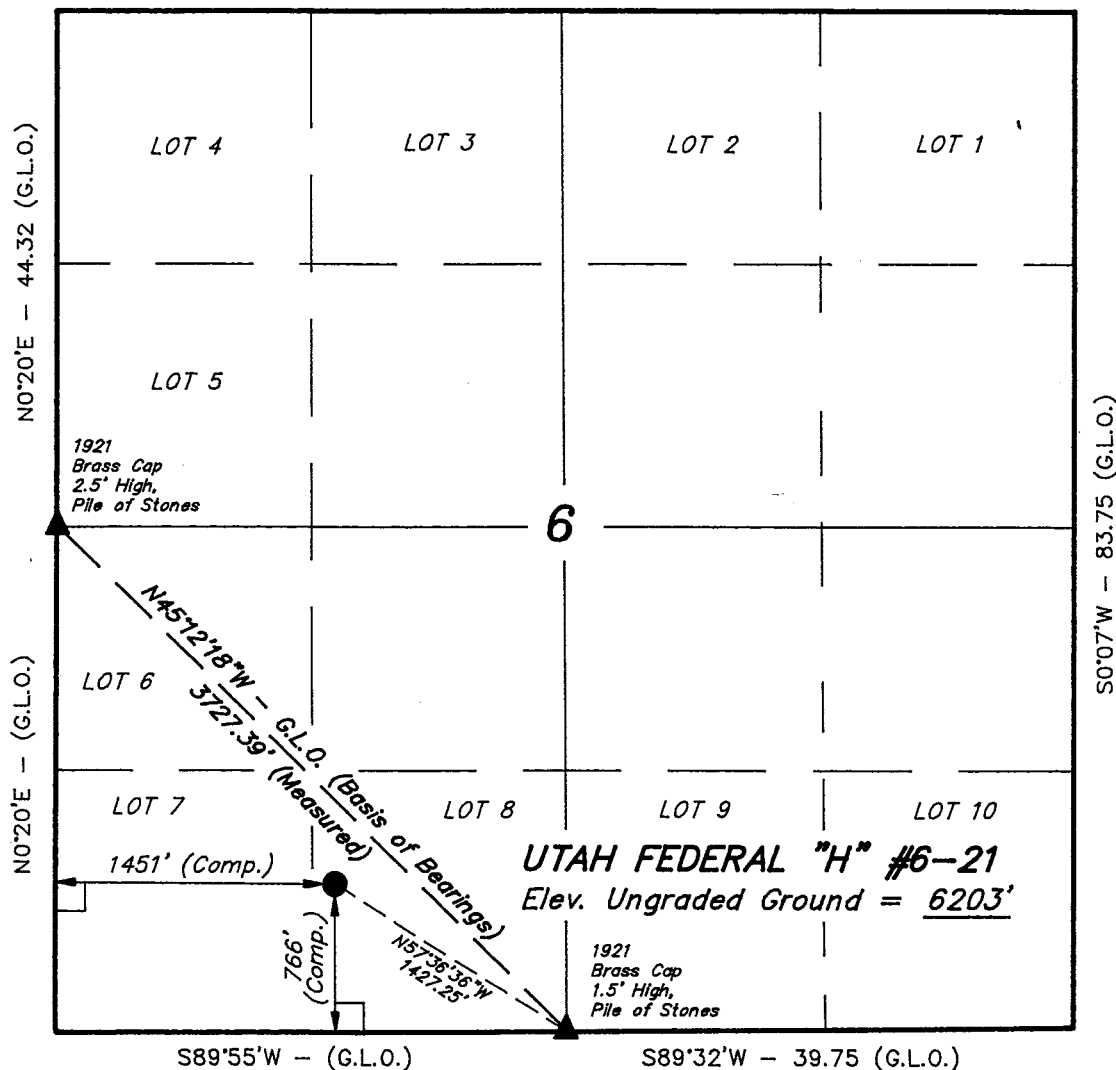 LOT 4
LOT 3
LOT 2
LOT 1
N0°20'E - 44.32 (G.L.O.)
LOT 5
1921
Brass Cap
2.5' High,
Pile of Stones
6
S0°07'W - 83.75 (G.L.O.)
N45°12'18"W - G.L.O. (Basis of Bearings)
3727.39' (Measured)
LOT 6
N0°20'E - (G.L.O.)
LOT 7
LOT 8
LOT 9
LOT 10
1451' (Comp.)
UTAH FEDERAL "H" #6-21
Elev. Ungraded Ground = 6203'
766'
(Comp.)
N57°36'36"W
1427.25'
1921
Brass Cap
1.5' High,
Pile of Stones
S89°55'W - (G.L.O.)
S89°32'W - 39.75 (G.L.O.)